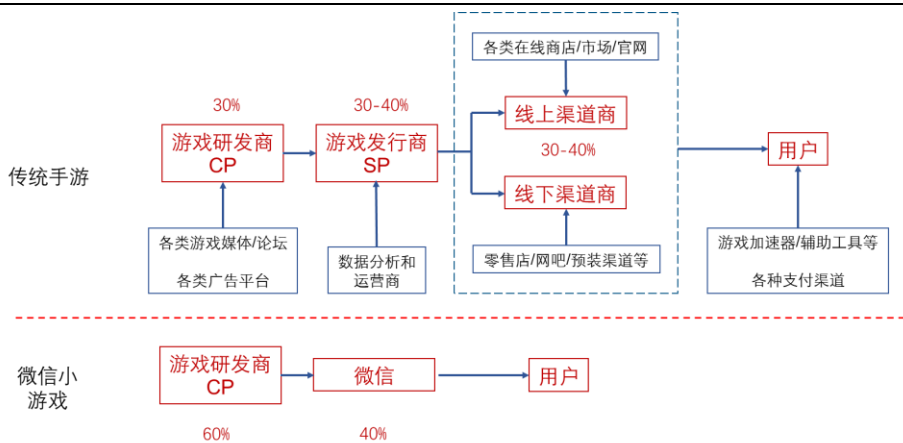 各类在线商店/市场/官网
30%
30-40%
线上渠道商
游戏研发商
CP
游戏发行商
SP
30-40%
用户
传统手游
线下渠道商
各类游戏媒体/论坛
各类广告平台
数据分析和
运营商
零售店/网吧/预装渠道等
游戏加速器/辅助工具等
各种支付渠道
微信小
游戏
游戏研发商
CP
微信
用户
60%
40%